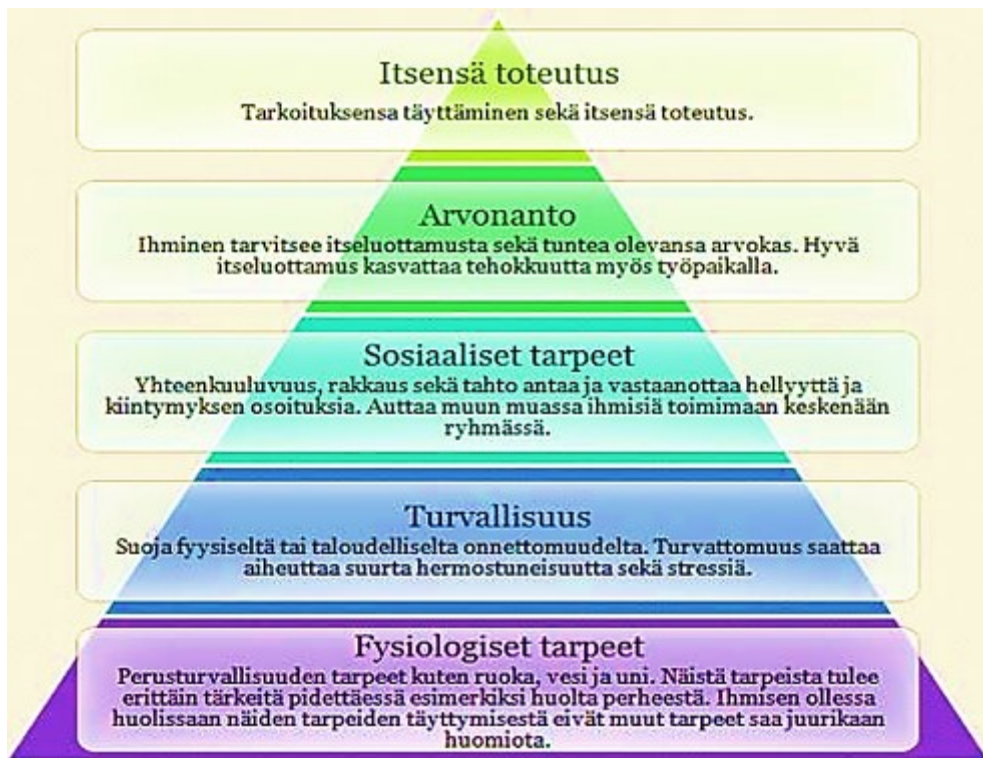 Itsensä toteutus
Tarkoituksensa täyttäminen sekä itsensä toteutus.
Arvonanto
Ihminen tarvitsee itseluottamusta sekä tuntea olevansa arvokas. Hyvä
itseluottamus kasvattaa tehokkuutta myös työpaikalla.
Sosiaaliset tarpeet
Yhteenkuuluvuus, rakkaus sekä tahto antaa ja vastaanottaa hellyyttä ja
kiintymyksen osoituksia. Auttaa muun muassa ihmisiä toimimaan keskenään
ryhmässä.
Turvallisuus
Suoja fyysiseltä tai taloudelliselta onnettomuudelta. Turvattomuus saattaa
aiheuttaa suurta hermostuneisuutta sekä stressiä.
Fysiologiset tarpeet
Perusturvallisuuden tarpeet kuten ruoka, vesi ja uni. Näistä tarpeista tulee
erittäin tärkeitä pidettäessä esimerkiksi huolta perheestä. Ihmisen ollessa
huolissaan näiden tarpeiden täyttymisestä eivät muut tarpeet saa juurikaan
huomiota.